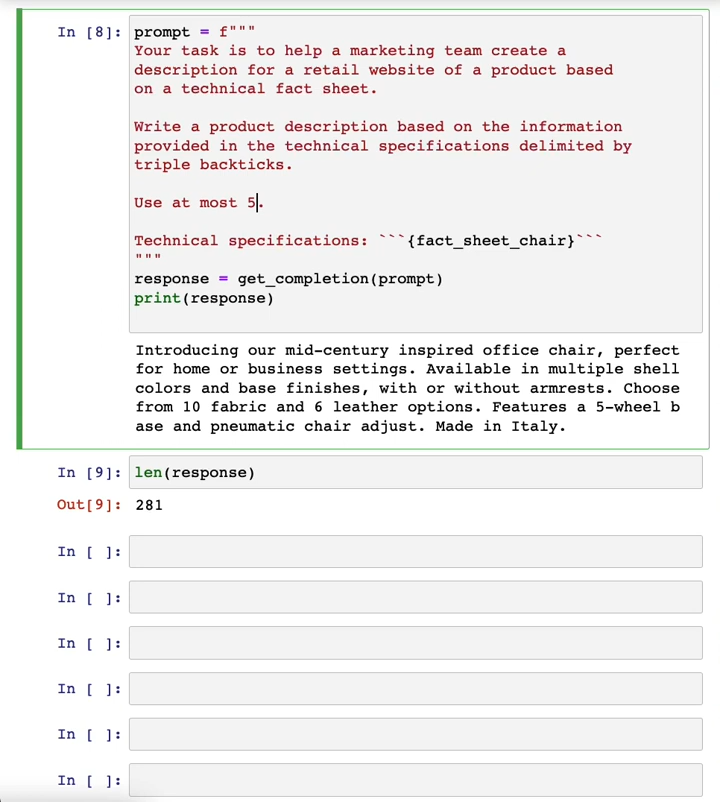 In [8]: prompt = f"""
Your task is to help a marketing team create a
description for a retail website of a product based
on a technical fact sheet.
Write a product description based on the information
provided in the technical specifications delimited by
triple backticks.
Use at most 5.
Technical specifications: ```{fact_sheet_chair}```
"""
response = get_completion(prompt)
print(response)
Introducing our mid-century inspired office chair, perfect
for home or business settings. Available in multiple shell
colors and base finishes, with or without armrests. Choose
from 10 fabric and 6 leather options. Features a 5-wheel b
ase and pneumatic chair adjust. Made in Italy.
In [9]: len(response)
Out[9]: 281
In [ ]:
In [ ]:
In [ ]:
In [ ]:
In [ ]:
In [ ]: